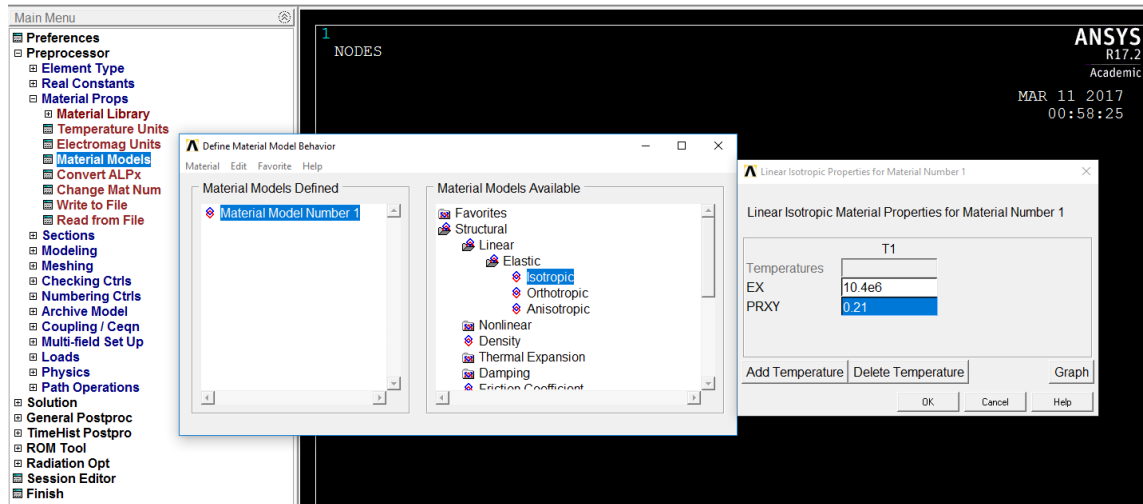 Main Menu
Preferences
Preprocessor
Element Type
Real Constants
Material Props
Material Library
Temperature Units
Electromag Units
Material Models
Convert ALPx
Change Mat Num
Write to File
Read from File
Sections
Modeling
Meshing
Checking Ctrls
Numbering Ctrls
Archive Model
Coupling / Ceqn
Multi-field Set Up
Loads
Physics
Path Operations
Solution
General Postproc
TimeHist Postpro
ROM Tool
Radiation Opt
Session Editor
Finish
1
NODES
ANSYS
R17.2
Academic
MAR 11 2017
00:58:25
Define Material Model Behavior
Material Edit Favorite Help
Material Models Defined
Material Model Number 1
Material Models Available
Favorites
Structural
Linear
Elastic
Isotropic
Orthotropic
Anisotropic
Nonlinear
Density
Thermal Expansion
Damping
Friction Coefficient
Linear Isotropic Properties for Material Number 1
Linear Isotropic Material Properties for Material Number 1
T1
Temperatures
EX 10.4e6
PRXY 0.21
Add Temperature Delete Temperature Graph
OK Cancel Help